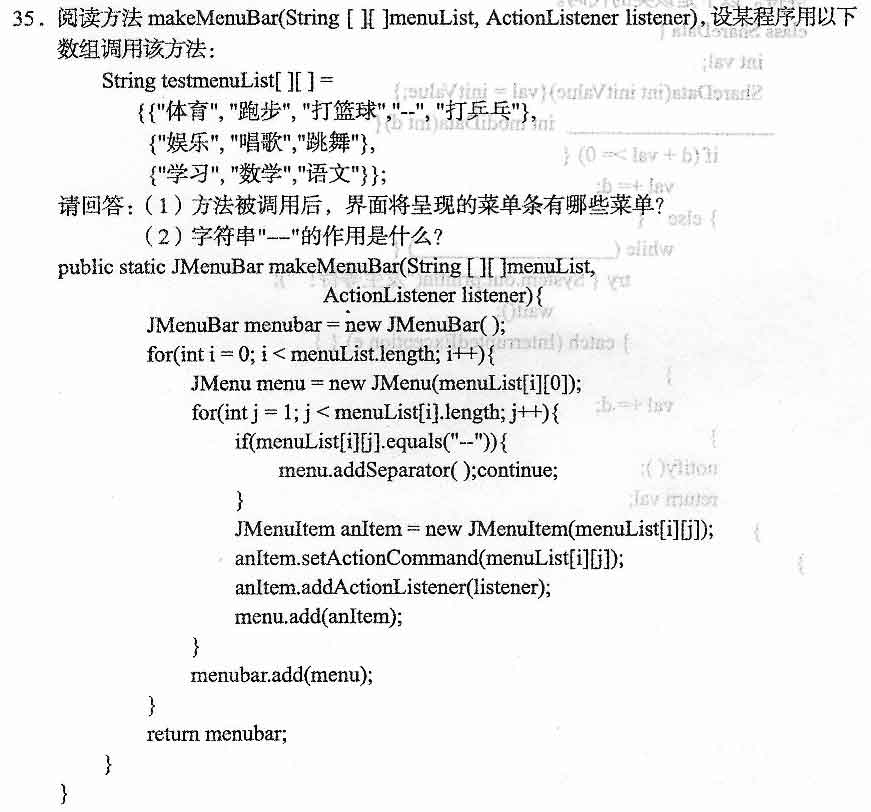 35．阅读方法 makeMenuBar(String [ ][ ]menuList, ActionListener listener)，设某程序用以下
数组调用该方法：
String testmenuList[ ][ ] =
{{"体育", "跑步", "打篮球","--", "打乒乓"},
{"娱乐", "唱歌","跳舞"},
{"学习", "数学","语文"}};
请回答：（1）方法被调用后，界面将呈现的菜单条有哪些菜单？
（2）字符串"--"的作用是什么？
public static JMenuBar makeMenuBar(String [ ][ ]menuList,
ActionListener listener){
JMenuBar menubar = new JMenuBar( );
for(int i = 0; i < menuList.length; i++){
JMenu menu = new JMenu(menuList[i][0]);
for(int j = 1; j < menuList[i].length; j++){
if(menuList[i][j].equals("--")){
menu.addSeparator( );continue;
}
JMenuItem anItem = new JMenuItem(menuList[i][j]);
anItem.setActionCommand(menuList[i][j]);
anItem.addActionListener(listener);
menu.add(anItem);
}
menubar.add(menu);
}
return menubar;
}
}